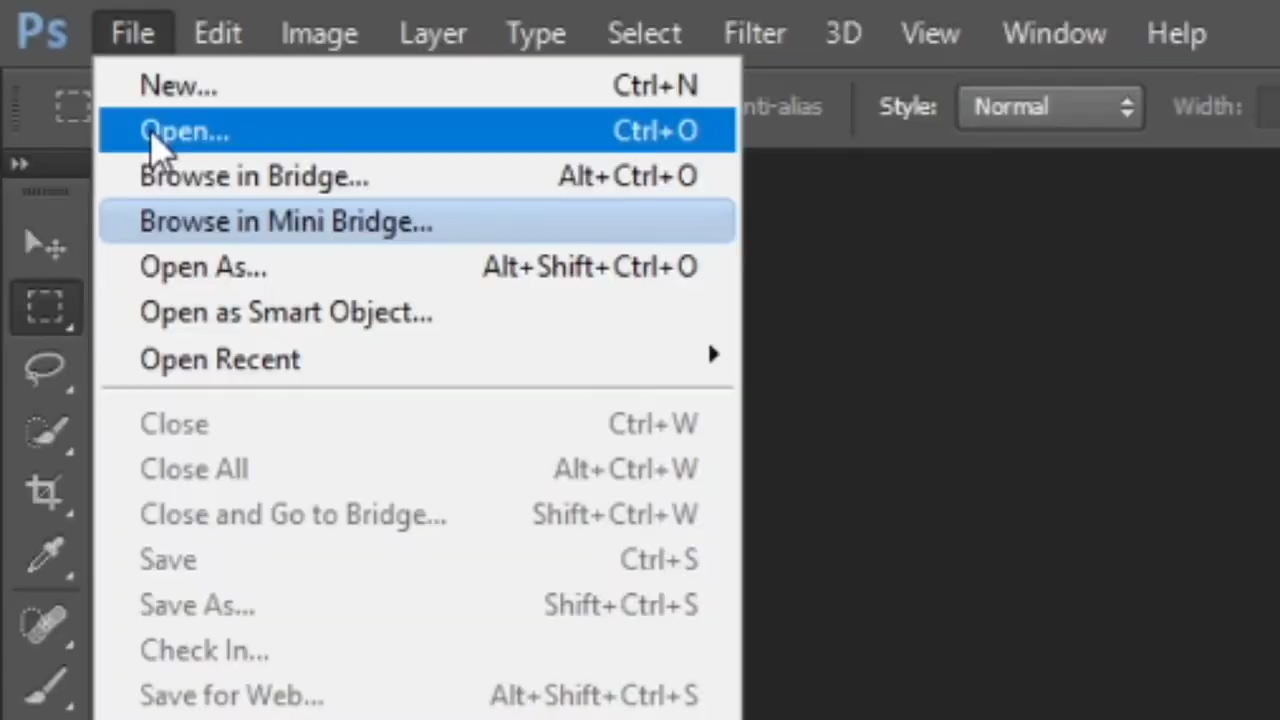 Ps File Edit Image Layer Type Select Filter 3D View Window Help
New... Ctrl+N
nti-alias Style: Normal Width:
Open... Ctrl+O
Browse in Bridge... Alt+Ctrl+O
Browse in Mini Bridge...
Open As... Alt+Shift+Ctrl+O
Open as Smart Object...
Open Recent
Close Ctrl+W
Close All Alt+Ctrl+W
Close and Go to Bridge... Shift+Ctrl+W
Save Ctrl+S
Save As... Shift+Ctrl+S
Check In...
Save for Web... Alt+Shift+Ctrl+S